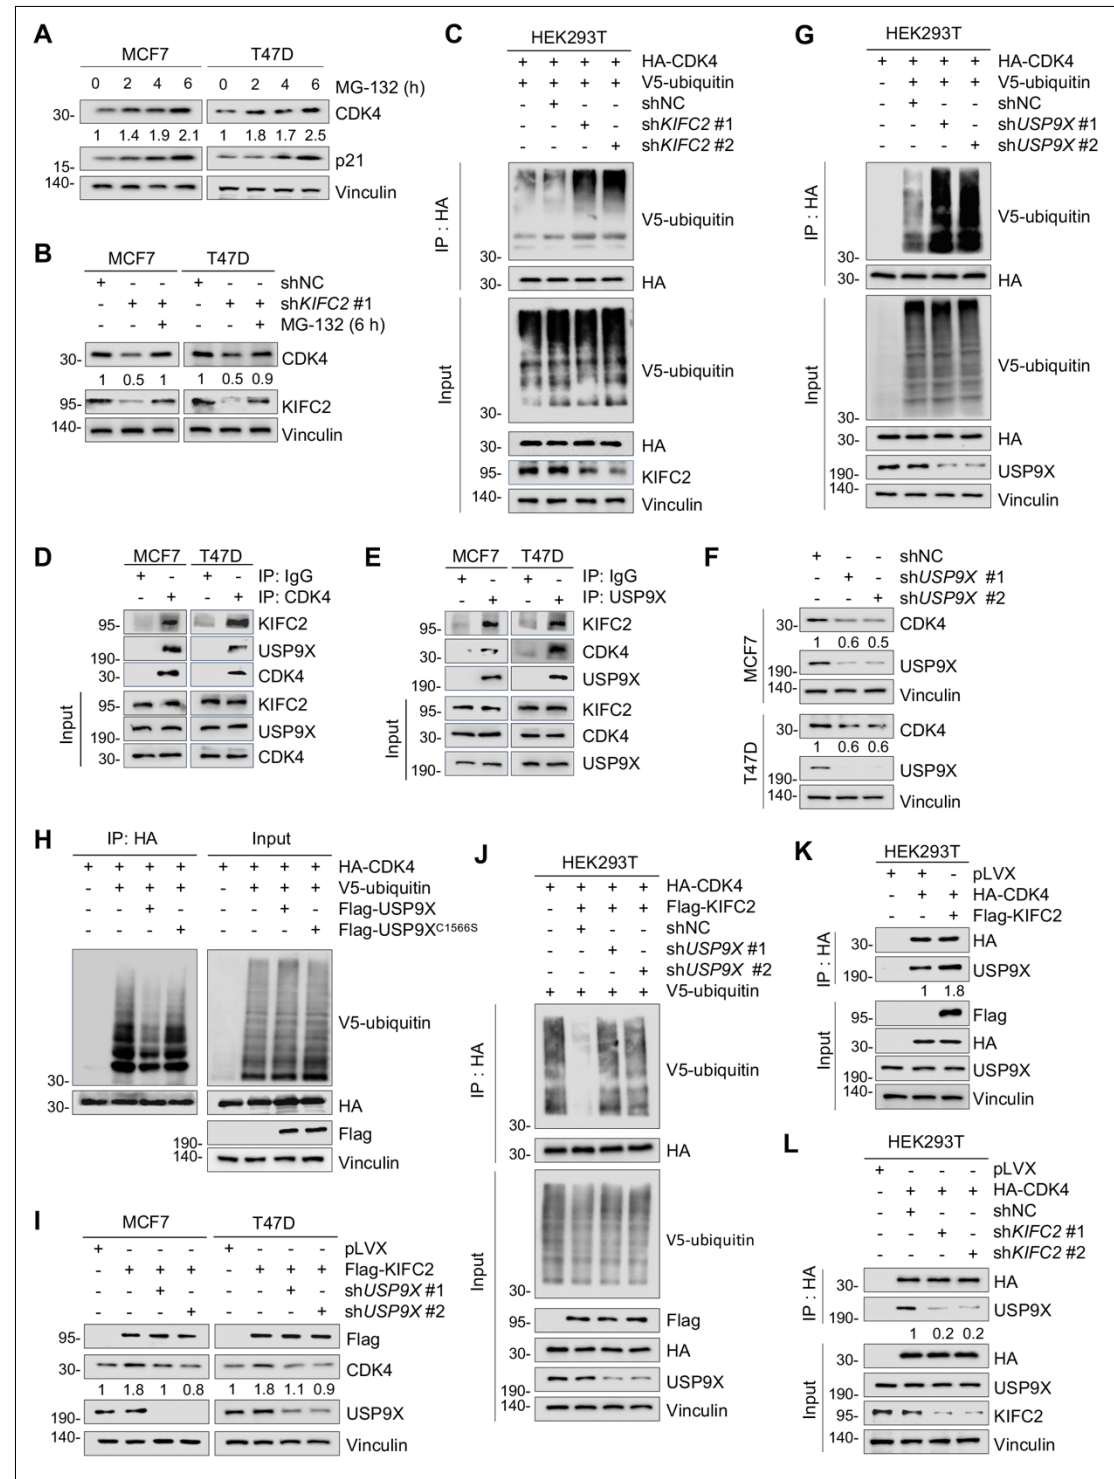 A
MCF7 T47D
0 2 4 6 0 2 4 6 MG-132 (h)
30- CDK4
1 1.4 1.9 2.1 1 1.8 1.7 2.5
15- p21
140- Vinculin
B
MCF7 T47D
+ - - + - - shNC
- + + - + + shKIFC2 #1
- - + - - + MG-132 (6 h)
30- CDK4
1 0.5 1 1 0.5 0.9
95- KIFC2
140- Vinculin
C
HEK293T
+ + + + HA-CDK4
+ + + + V5-ubiquitin
- + - - shNC
- - + - shKIFC2 #1
- - - + shKIFC2 #2
IP : HA
V5-ubiquitin
30-
30- HA
Input
V5-ubiquitin
30-
30- HA
95- KIFC2
140- Vinculin
G
HEK293T
+ + + + HA-CDK4
- + + + V5-ubiquitin
- + - - shNC
- - + - shUSP9X #1
- - - + shUSP9X #2
IP : HA
V5-ubiquitin
30-
30- HA
Input
V5-ubiquitin
30-
30- HA
190- USP9X
140- Vinculin
D
MCF7 T47D
+ - + - IP: IgG
- + - + IP: CDK4
95- KIFC2
190- USP9X
30- CDK4
Input
95- KIFC2
190- USP9X
30- CDK4
E
MCF7 T47D
+ - + - IP: IgG
- + - + IP: USP9X
95- KIFC2
30- CDK4
190- USP9X
Input
95- KIFC2
30- CDK4
190- USP9X
F
+ - - shNC
- + - shUSP9X #1
- - + shUSP9X #2
MCF7
30- CDK4
1 0.6 0.5
190- USP9X
140- Vinculin
T47D
30- CDK4
1 0.6 0.6
190- USP9X
140- Vinculin
H
IP: HA Input
+ + + + + + + + HA-CDK4
- + + + - + + + V5-ubiquitin
- - + - - - + - Flag-USP9X
- - - + - - - + Flag-USP9XC1566S
V5-ubiquitin
30-
30- HA
190- Flag
140- Vinculin
I
MCF7 T47D
+ - - - + - - - pLVX
- + + + - + + + Flag-KIFC2
- - + - - - + - shUSP9X #1
- - - + - - - + shUSP9X #2
95- Flag
30- CDK4
1 1.8 1 0.8 1 1.8 1.1 0.9
190- USP9X
140- Vinculin
J
HEK293T
+ + + + HA-CDK4
- + + + Flag-KIFC2
- + - - shNC
- - + - shUSP9X #1
- - - + shUSP9X #2
+ + + + V5-ubiquitin
IP : HA
V5-ubiquitin
30-
30- HA
Input
V5-ubiquitin
30-
95- Flag
30- HA
190- USP9X
140- Vinculin
K
HEK293T
+ + - pLVX
- + + HA-CDK4
- - + Flag-KIFC2
IP : HA
30- HA
190- USP9X
1 1.8
Input
95- Flag
30- HA
190- USP9X
140- Vinculin
L
HEK293T
+ - - - pLVX
- + + + HA-CDK4
- + - - shNC
- - + - shKIFC2 #1
- - - + shKIFC2 #2
IP : HA
30- HA
190- USP9X
1 0.2 0.2
Input
30- HA
190- USP9X
95- KIFC2
140- Vinculin